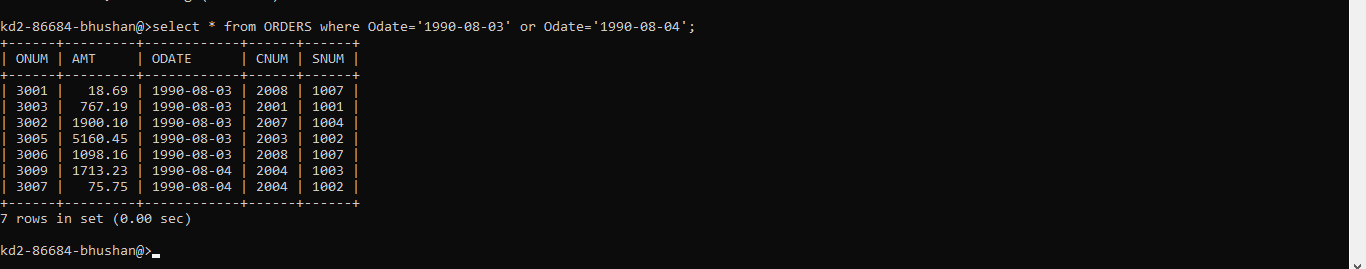 kd2-86684-bhushan@>select * from ORDERS where Odate='1990-08-03' or Odate='1990-08-04';
+------+---------+------------+------+------+
| ONUM | AMT     | ODATE      | CNUM | SNUM |
+------+---------+------------+------+------+
| 3001 |   18.69 | 1990-08-03 | 2008 | 1007 |
| 3003 |  767.19 | 1990-08-03 | 2001 | 1001 |
| 3002 | 1900.10 | 1990-08-03 | 2007 | 1004 |
| 3005 | 5160.45 | 1990-08-03 | 2003 | 1002 |
| 3006 | 1098.16 | 1990-08-03 | 2008 | 1007 |
| 3009 | 1713.23 | 1990-08-04 | 2004 | 1003 |
| 3007 |   75.75 | 1990-08-04 | 2004 | 1002 |
+------+---------+------------+------+------+
7 rows in set (0.00 sec)
kd2-86684-bhushan@>